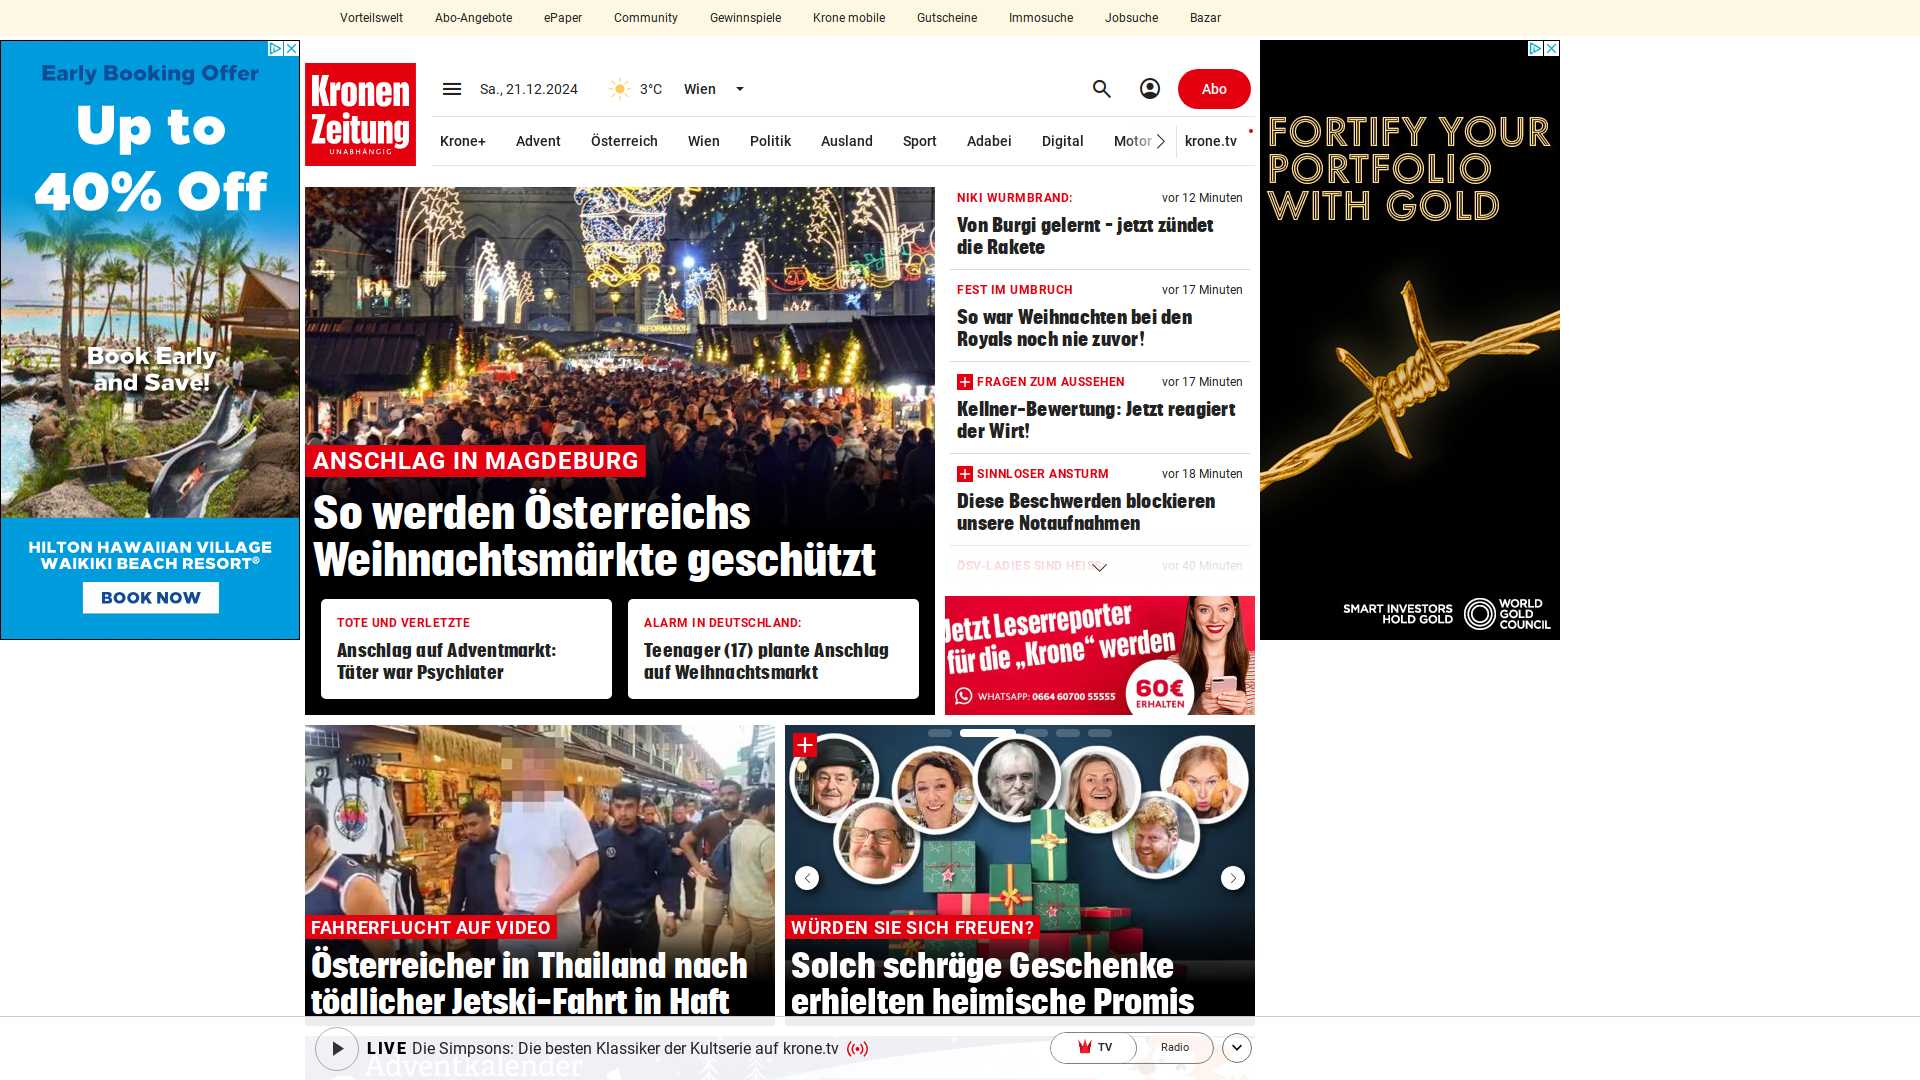 Vorteilswelt Abo-Angebote ePaper Community Gewinnspiele Krone mobile Gutscheine Immosuche Jobsuche Bazar
Early Booking Offer
Up to
40% Off
Book Early
and Save!
HILTON HAWAIIAN VILLAGE
WAIKIKI BEACH RESORT®
BOOK NOW
Kronen
Zeitung
UNABHÄNGIG
Sa., 21.12.2024 3°C Wien
Abo
Krone+ Advent Österreich Wien Politik Ausland Sport Adabei Digital Motor krone.tv
INFORMATION
ANSCHLAG IN MAGDEBURG
So werden Österreichs
Weihnachtsmärkte geschützt
TOTE UND VERLETZTE
Anschlag auf Adventmarkt:
Täter war Psychiater
ALARM IN DEUTSCHLAND:
Teenager (17) plante Anschlag
auf Weihnachtsmarkt
NIKI WURMBRAND: vor 12 Minuten
Von Burgi gelernt – jetzt zündet
die Rakete
FEST IM UMBRUCH vor 17 Minuten
So war Weihnachten bei den
Royals noch nie zuvor!
FRAGEN ZUM AUSSEHEN vor 17 Minuten
Kellner-Bewertung: Jetzt reagiert
der Wirt!
SINNLOSER ANSTURM vor 18 Minuten
Diese Beschwerden blockieren
unsere Notaufnahmen
ÖSV-LADIES SIND HEISS vor 40 Minuten
Jetzt Leserreporter
für die „Krone“ werden
WHATSAPP: 0664 60700 55555
60€
ERHALTEN
FORTIFY YOUR
PORTFOLIO
WITH GOLD
SMART INVESTORS
HOLD GOLD
WORLD
GOLD
COUNCIL
FAHRERFLUCHT AUF VIDEO
Österreicher in Thailand nach
tödlicher Jetski-Fahrt in Haft
WÜRDEN SIE SICH FREUEN?
Solch schräge Geschenke
erhielten heimische Promis
LIVE Die Simpsons: Die besten Klassiker der Kultserie auf krone.tv
TV Radio
Adventkalender